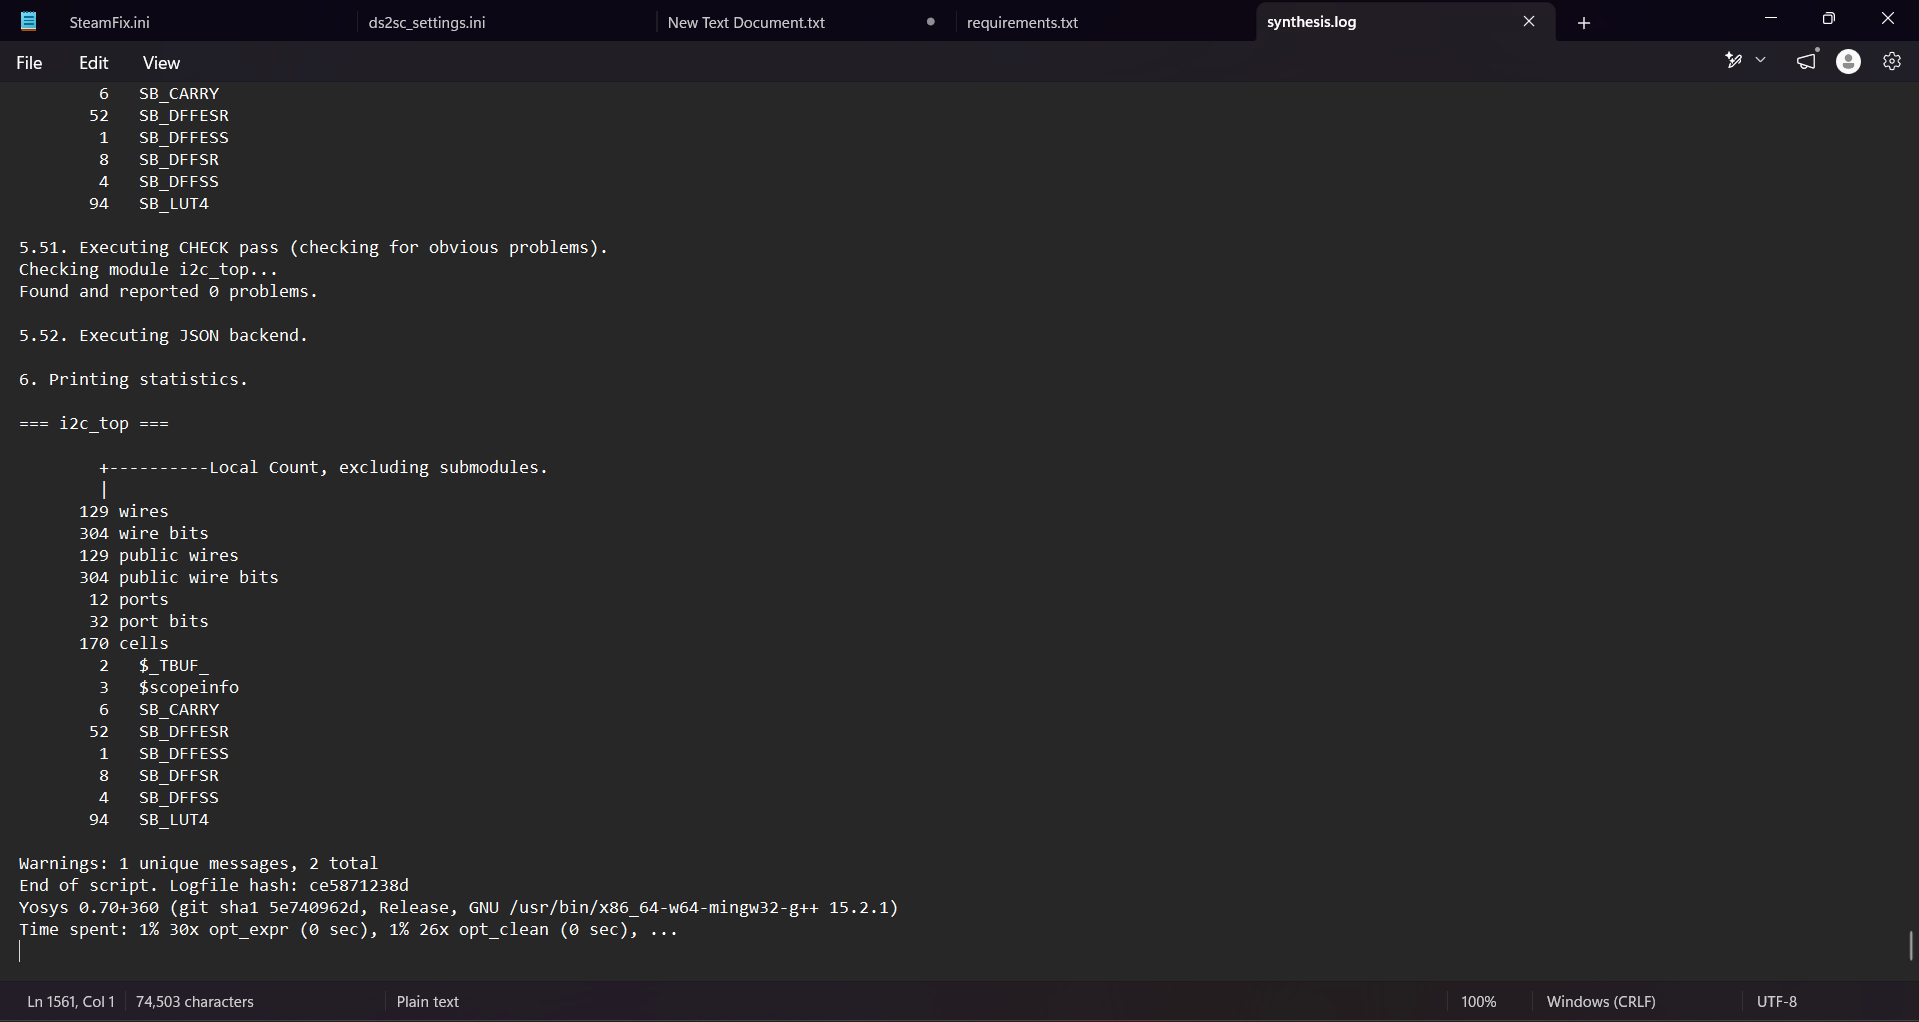 SteamFix.ini ds2sc_settings.ini New Text Document.txt requirements.txt synthesis.log
File Edit View
6 SB_CARRY
52 SB_DFFESR
1 SB_DFFESS
8 SB_DFFSR
4 SB_DFFSS
94 SB_LUT4
5.51. Executing CHECK pass (checking for obvious problems).
Checking module i2c_top...
Found and reported 0 problems.
5.52. Executing JSON backend.
6. Printing statistics.
=== i2c_top ===
+----------Local Count, excluding submodules.
|
129 wires
304 wire bits
129 public wires
304 public wire bits
12 ports
32 port bits
170 cells
2 $_TBUF_
3 $scopeinfo
6 SB_CARRY
52 SB_DFFESR
1 SB_DFFESS
8 SB_DFFSR
4 SB_DFFSS
94 SB_LUT4
Warnings: 1 unique messages, 2 total
End of script. Logfile hash: ce5871238d
Yosys 0.70+360 (git sha1 5e740962d, Release, GNU /usr/bin/x86_64-w64-mingw32-g++ 15.2.1)
Time spent: 1% 30x opt_expr (0 sec), 1% 26x opt_clean (0 sec), ...
Ln 1561, Col 1 74,503 characters Plain text 100% Windows (CRLF) UTF-8